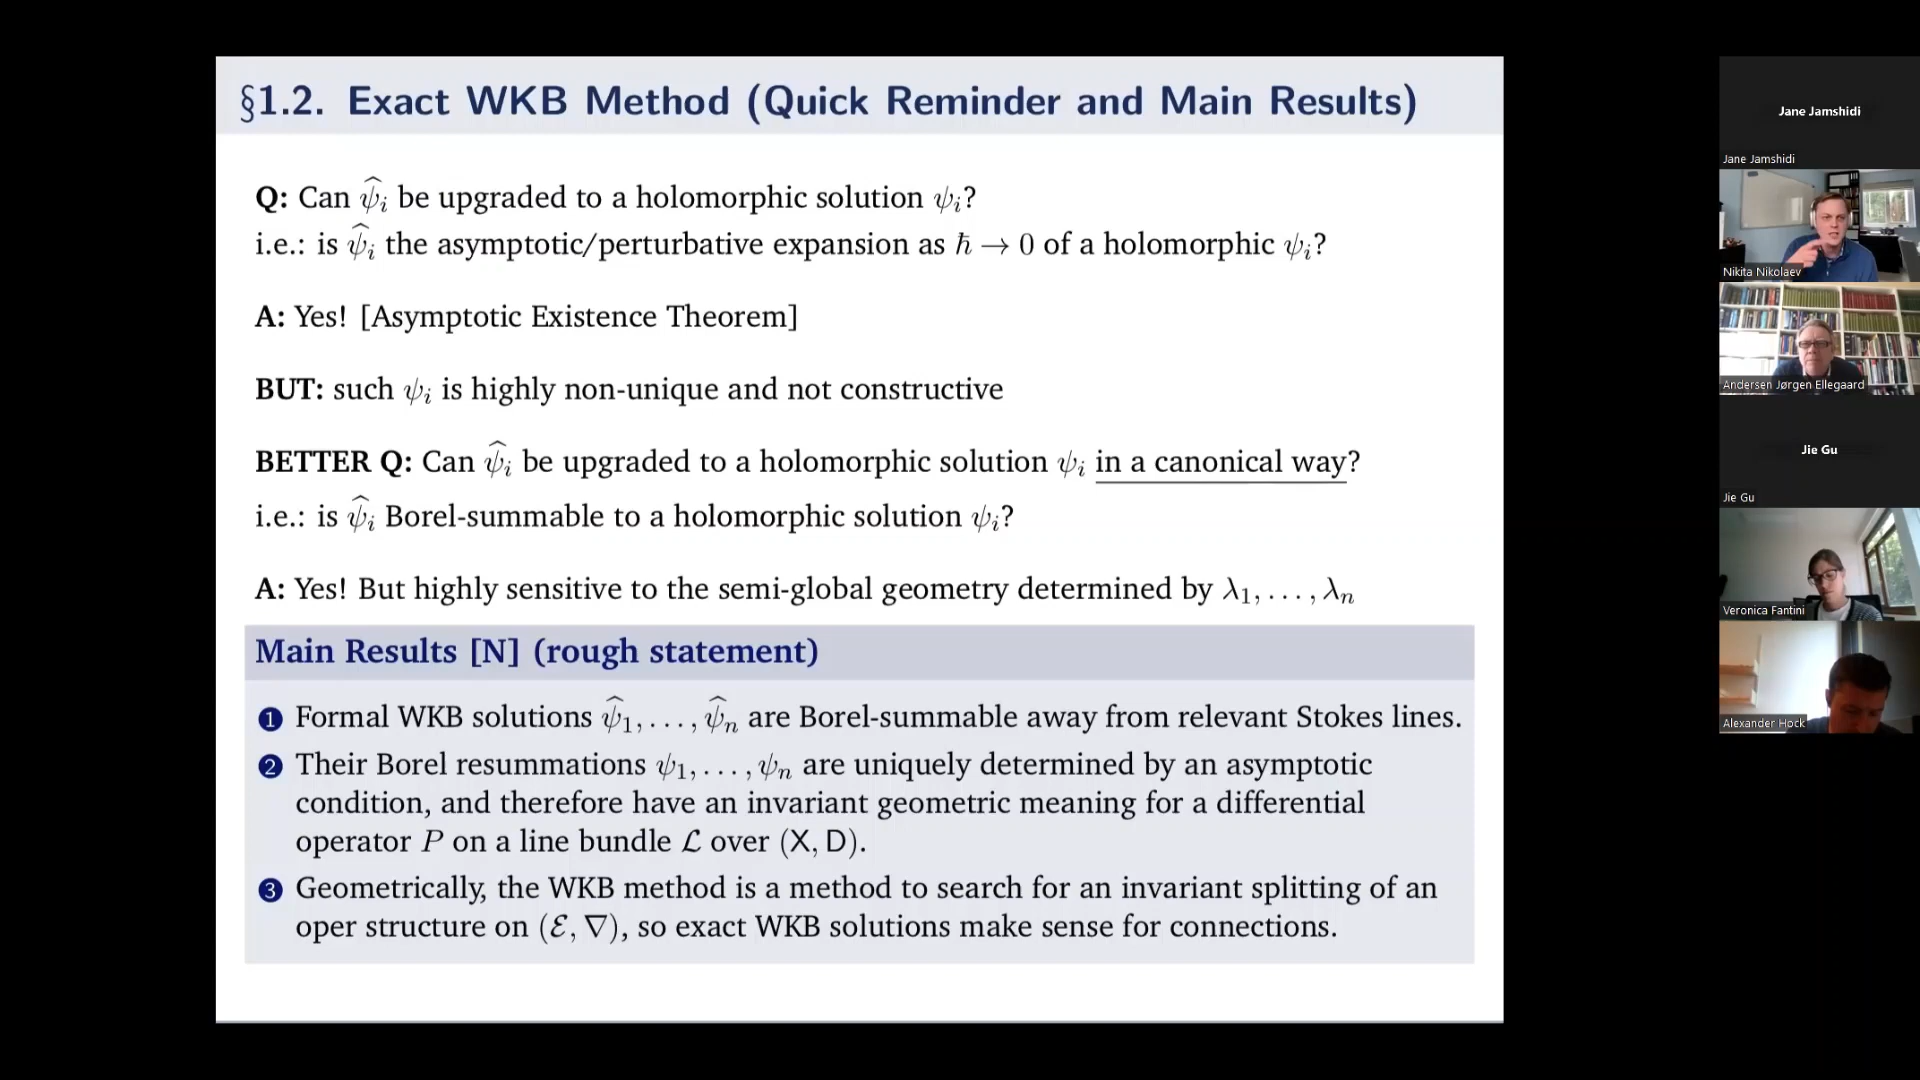 §1.2. Exact WKB Method (Quick Reminder and Main Results)
Q: Can ψ̂ᵢ be upgraded to a holomorphic solution ψᵢ?
i.e.: is ψ̂ᵢ the asymptotic/perturbative expansion as ℏ → 0 of a holomorphic ψᵢ?
A: Yes! [Asymptotic Existence Theorem]
BUT: such ψᵢ is highly non-unique and not constructive
BETTER Q: Can ψ̂ᵢ be upgraded to a holomorphic solution ψᵢ in a canonical way?
i.e.: is ψ̂ᵢ Borel-summable to a holomorphic solution ψᵢ?
A: Yes! But highly sensitive to the semi-global geometry determined by λ₁, . . . , λₙ
Main Results [N] (rough statement)
1 Formal WKB solutions ψ̂₁, . . . , ψ̂ₙ are Borel-summable away from relevant Stokes lines.
2 Their Borel resummations ψ₁, . . . , ψₙ are uniquely determined by an asymptotic
condition, and therefore have an invariant geometric meaning for a differential
operator P on a line bundle ℒ over (X, D).
3 Geometrically, the WKB method is a method to search for an invariant splitting of an
oper structure on (ℰ, ∇), so exact WKB solutions make sense for connections.
Jane Jamshidi
Jane Jamshidi
Nikita Nikolaev
Andersen Jørgen Ellegaard
Jie Gu
Jie Gu
Veronica Fantini
Alexander Hock